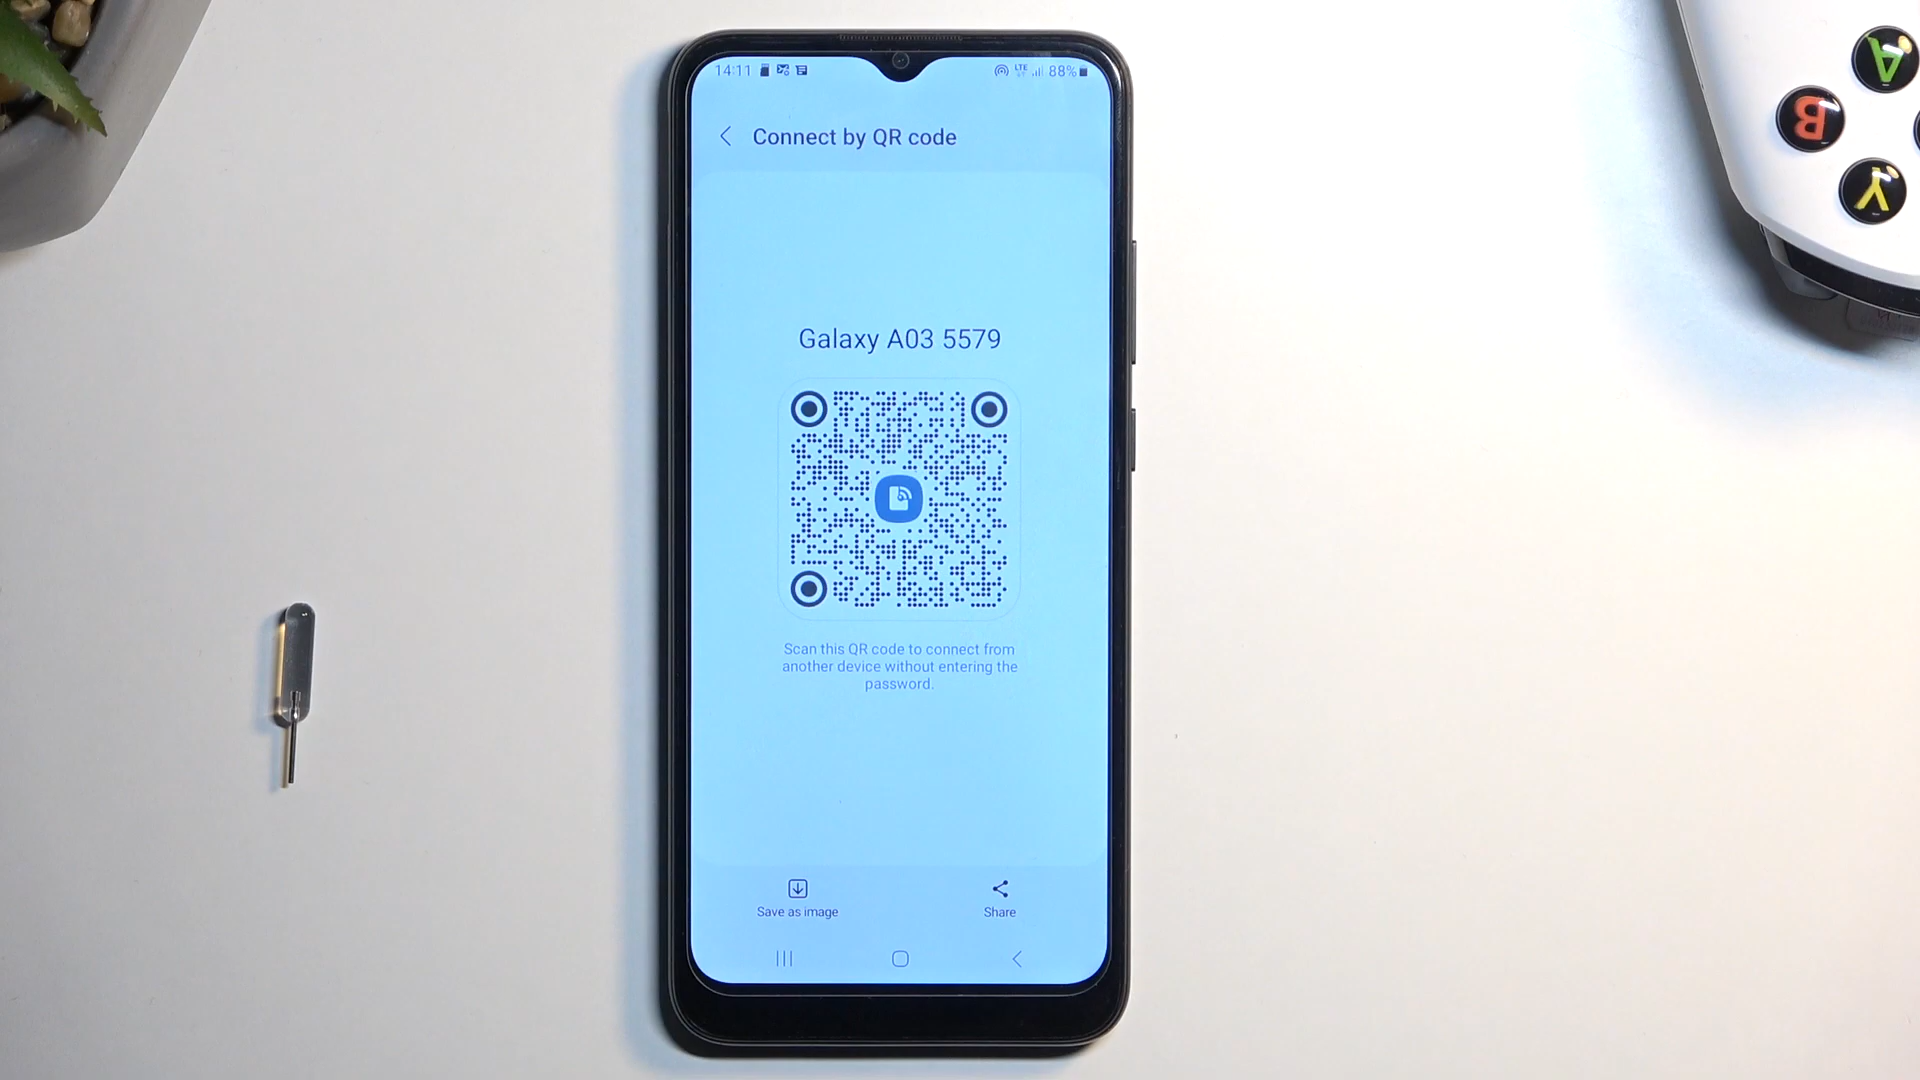 14:11
LTE
88%
Connect by QR code
Galaxy A03 5579
Scan this QR code to connect from
another device without entering the
password.
Save as image
Share
A
B
Y